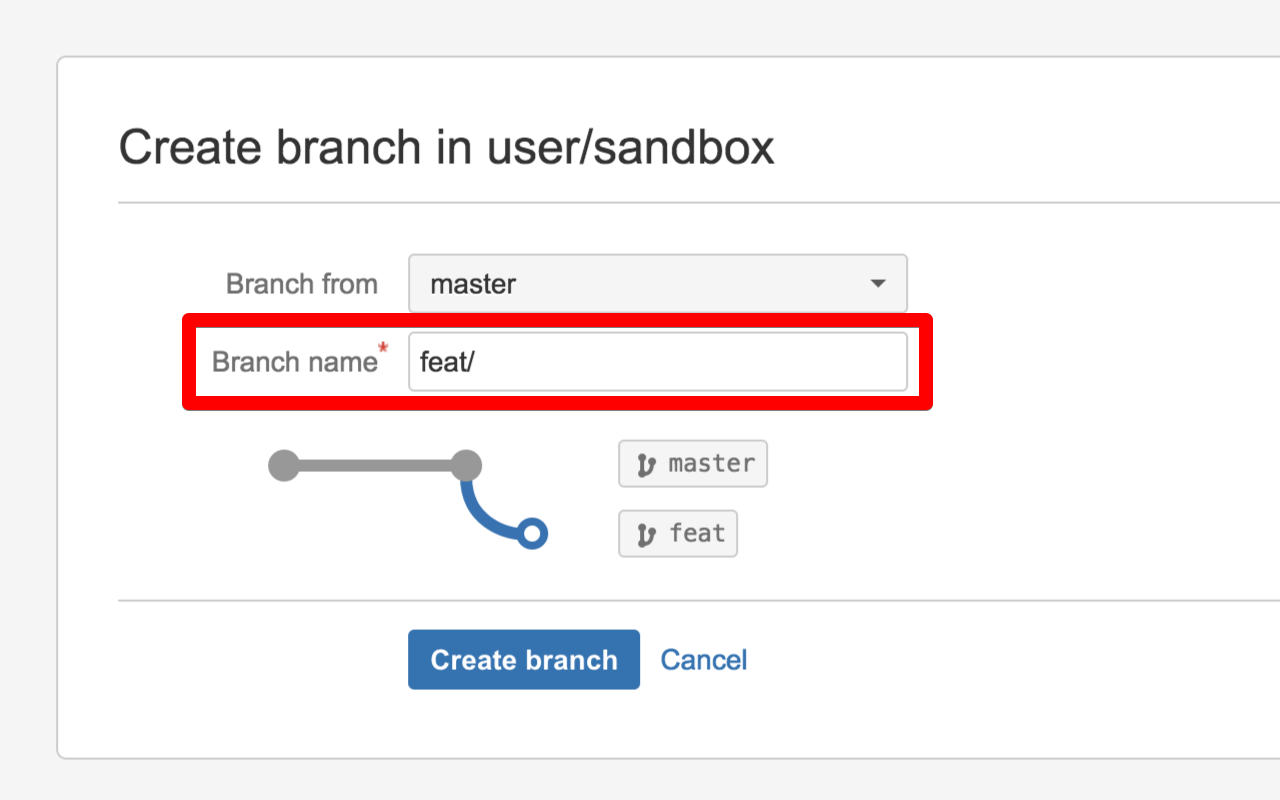 Create branch in user/sandbox
Branch from master
Branch name* feat/
master
feat
Create branch Cancel